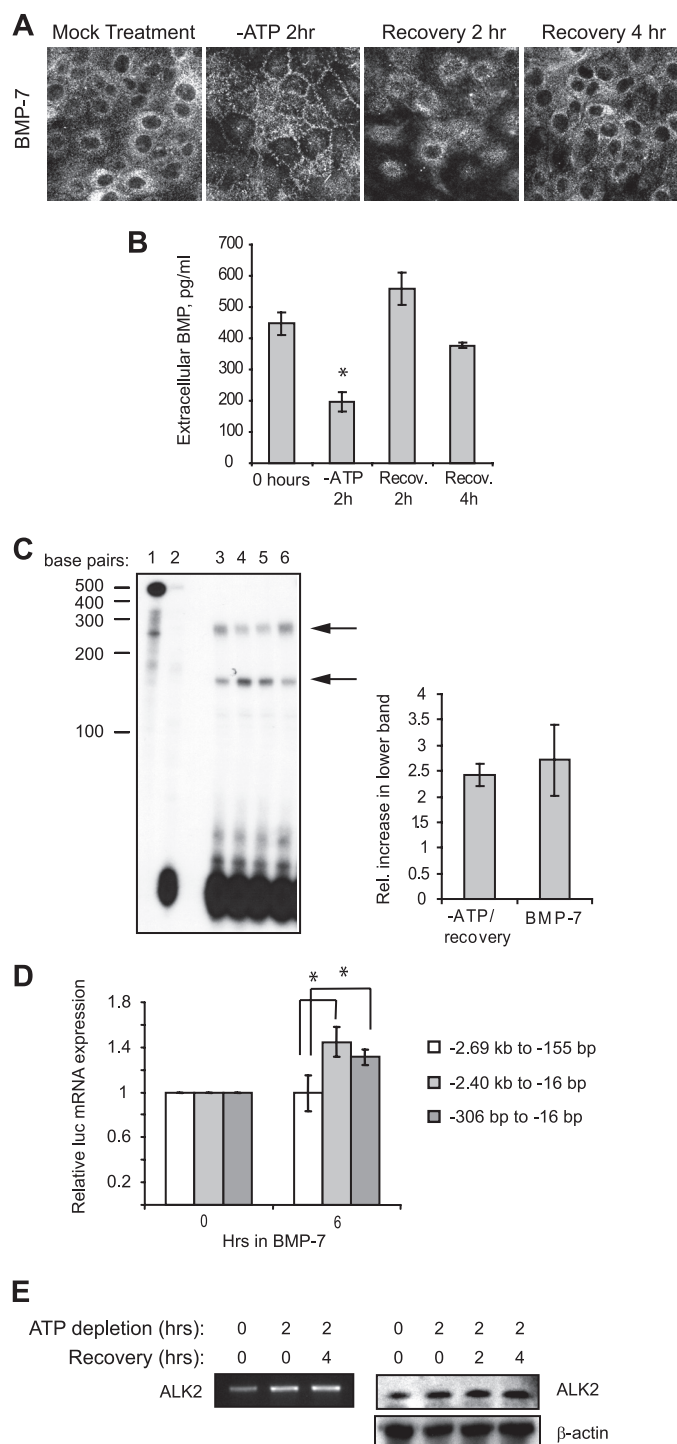 A
Mock Treatment -ATP 2hr Recovery 2 hr Recovery 4 hr
BMP-7
B
Extracellular BMP, pg/ml
700
600
500
400
300
200
100
0
*
0 hours -ATP 2h Recov. 2h Recov. 4h
C
base pairs: 1 2 3 4 5 6
500
400
300
200
100
Rel. increase in lower band
4
3.5
3
2.5
2
1.5
1
0.5
0
-ATP/ recovery BMP-7
D
Relative luc mRNA expression
1.8
1.4
1
0.6
0.2
* *
0 6
Hrs in BMP-7
-2.69 kb to -155 bp
-2.40 kb to -16 bp
-306 bp to -16 bp
E
ATP depletion (hrs): 0 2 2 0 2 2 2
Recovery (hrs): 0 0 4 0 0 2 4
ALK2 ALK2
β-actin